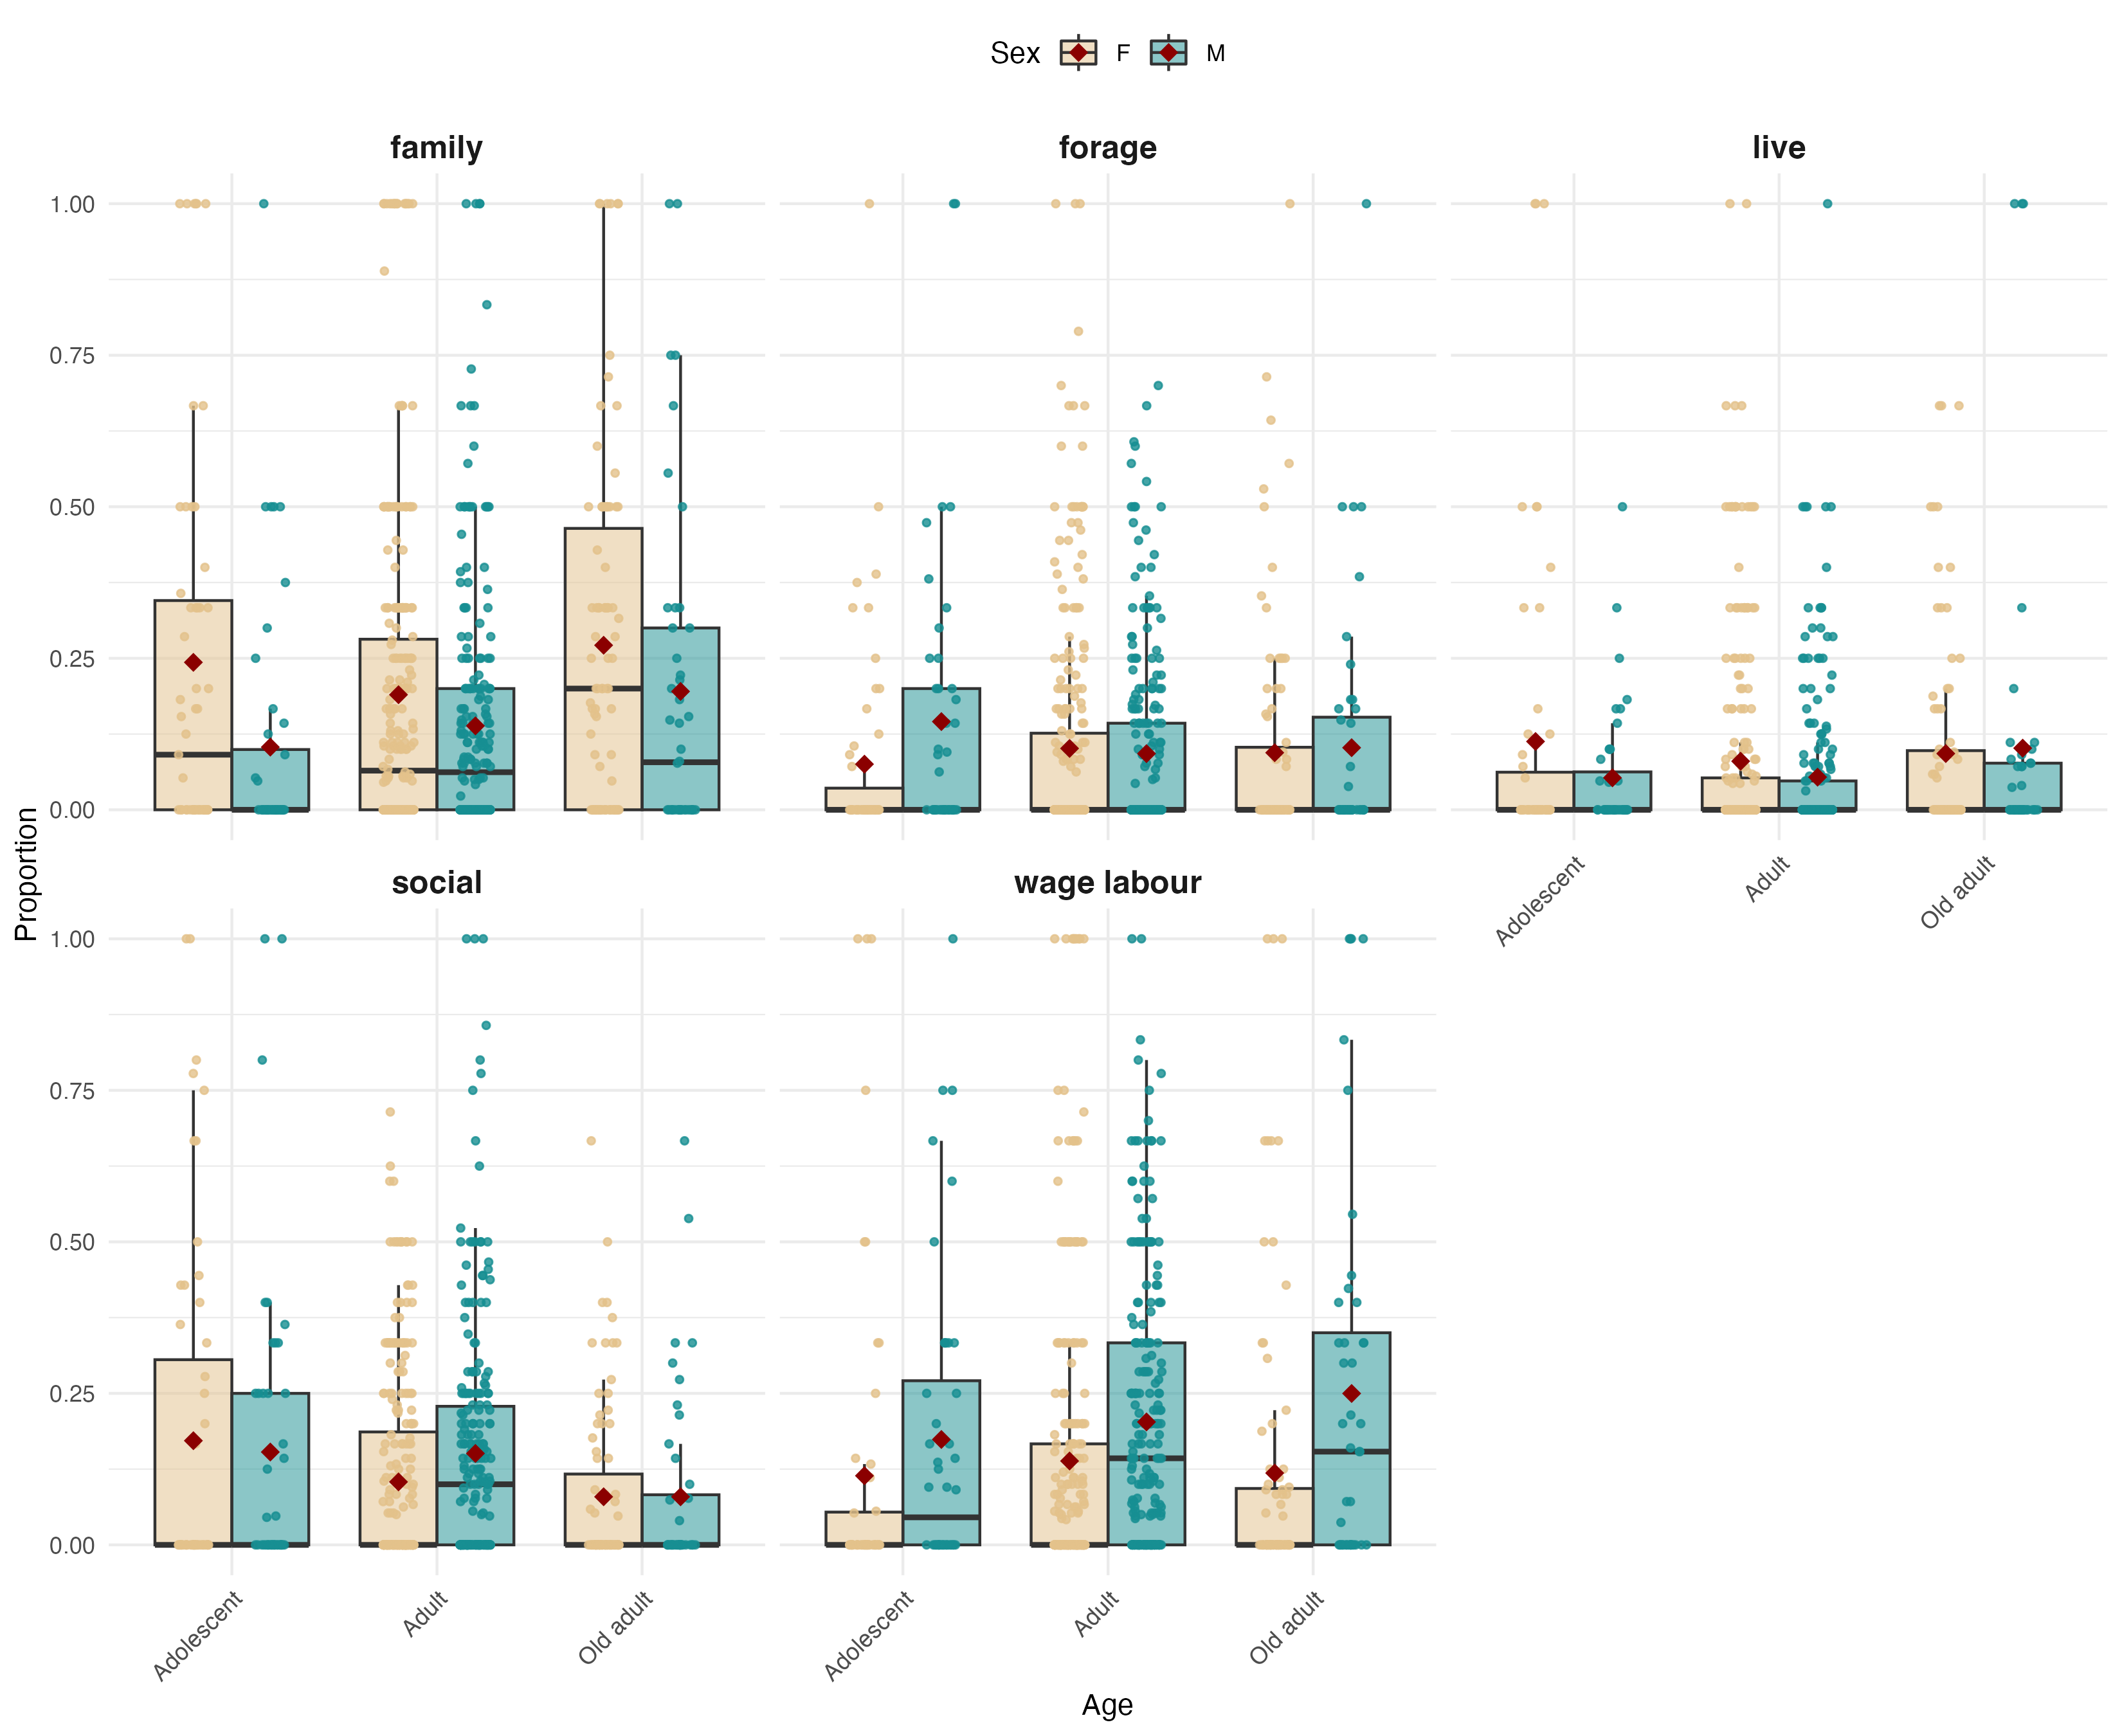 Sex F M
family forage live
1.00
0.75
0.50
0.25
0.00
Adolescent Adult Old adult
Proportion
social wage labour
1.00
0.75
0.50
0.25
0.00
Adolescent Adult Old adult Adolescent Adult Old adult
Age